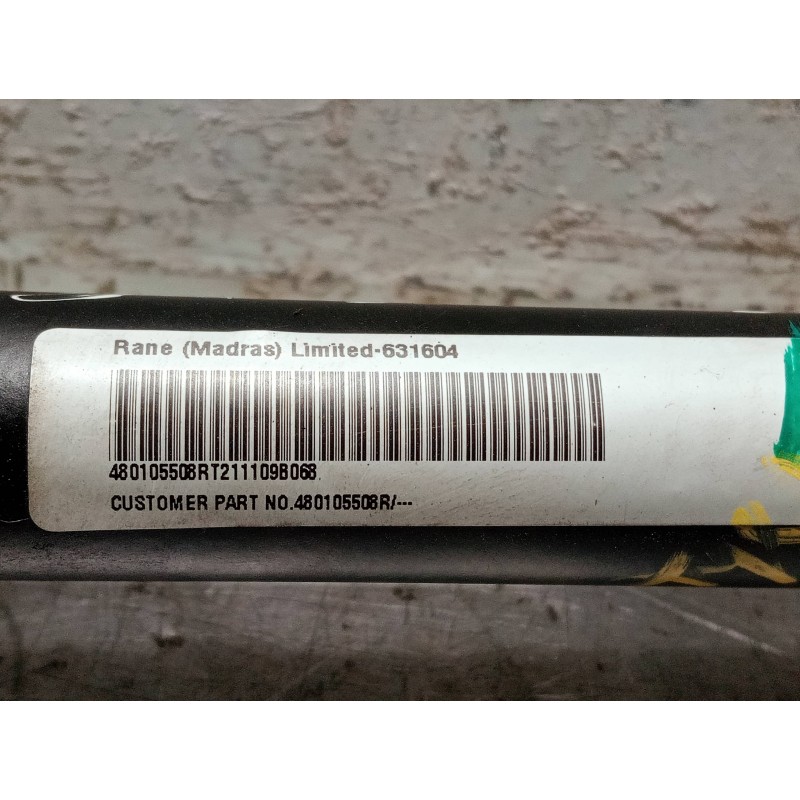 Rane (Madras) Limited-631604
480105508RT211109B068
CUSTOMER PART NO.480105508R/---